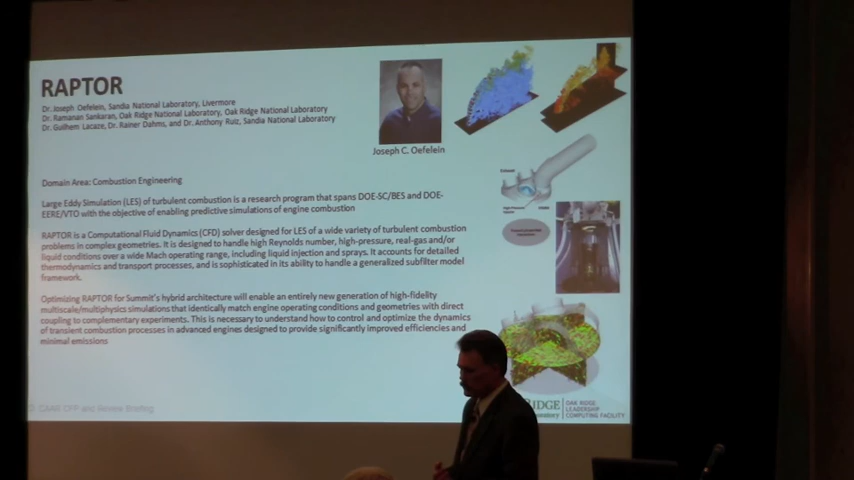 RAPTOR
Dr. Joseph Oefelein, Sandia National Laboratory, Livermore
Dr. Ramanan Sankaran, Oak Ridge National Laboratory, Oak Ridge National Laboratory
Dr. Guilhem Lacaze, Dr. Rainer Dahms, and Dr. Anthony Ruiz, Sandia National Laboratory
Joseph C. Oefelein
Domain Area: Combustion Engineering
Large Eddy Simulation (LES) of turbulent combustion is a research program that spans DOE-SC/BES and DOE-
EERE/VTO with the objective of enabling predictive simulations of engine combustion
RAPTOR is a Computational Fluid Dynamics (CFD) solver designed for LES of a wide variety of turbulent combustion
problems in complex geometries. It is designed to handle high Reynolds number, high-pressure, real-gas and/or
liquid conditions over a wide Mach operating range, including liquid injection and sprays. It accounts for detailed
thermodynamics and transport processes, and is sophisticated in its ability to handle a generalized subfilter model
framework.
Optimizing RAPTOR for Summit's hybrid architecture will enable an entirely new generation of high-fidelity
multiscale/multiphysics simulations that identically match engine operating conditions and geometries with direct
coupling to complementary experiments. This is necessary to understand how to control and optimize the dynamics
of transient combustion processes in advanced engines designed to provide significantly improved efficiencies and
minimal emissions
CFP and Review Briefing
RIDGE
OAK RIDGE
LEADERSHIP
COMPUTING FACILITY